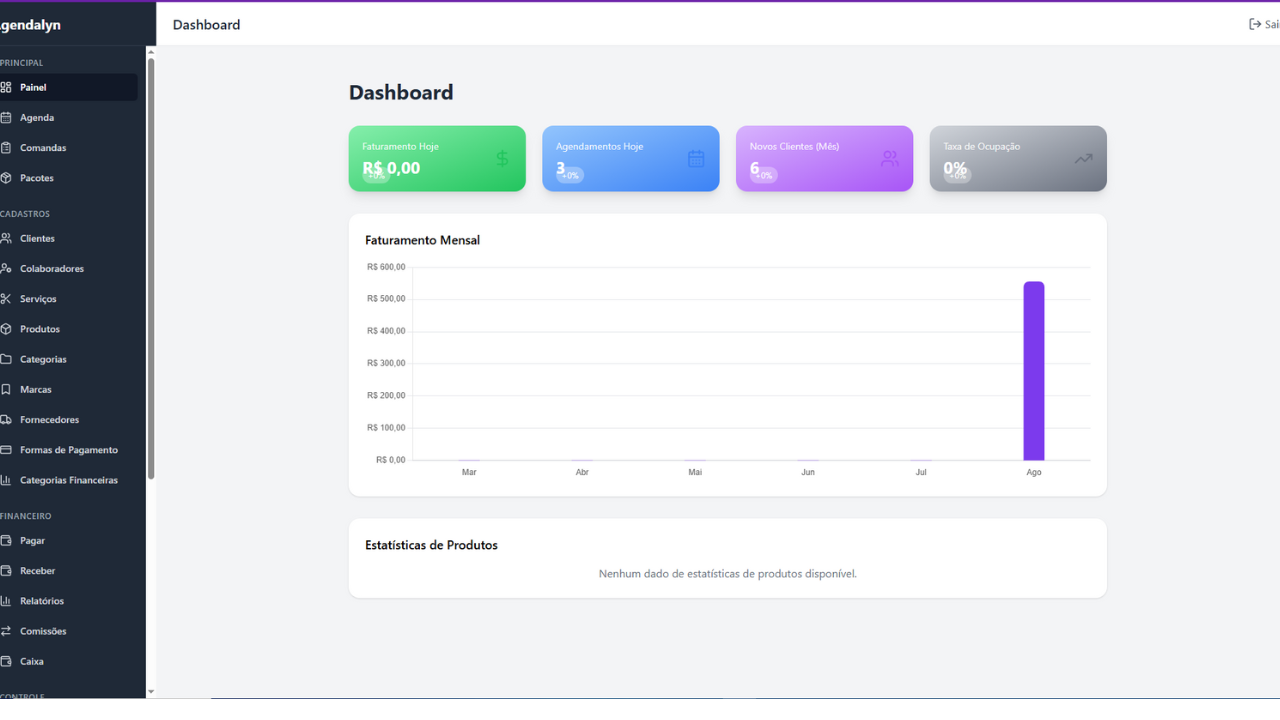 gendalyn
Dashboard
Sai
PRINCIPAL
Painel
Agenda
Comandas
Pacotes
CADASTROS
Clientes
Colaboradores
Serviços
Produtos
Categorias
Marcas
Fornecedores
Formas de Pagamento
Categorias Financeiras
FINANCEIRO
Pagar
Receber
Relatórios
Comissões
Caixa
CONTROLE
Dashboard
Faturamento Hoje
R$ 0,00
+0%
Agendamentos Hoje
3
+0%
Novos Clientes (Mês)
6
+0%
Taxa de Ocupação
0%
+0%
Faturamento Mensal
R$ 600,00
R$ 500,00
R$ 400,00
R$ 300,00
R$ 200,00
R$ 100,00
R$ 0,00
Mar Abr Mai Jun Jul Ago
Estatísticas de Produtos
Nenhum dado de estatísticas de produtos disponível.